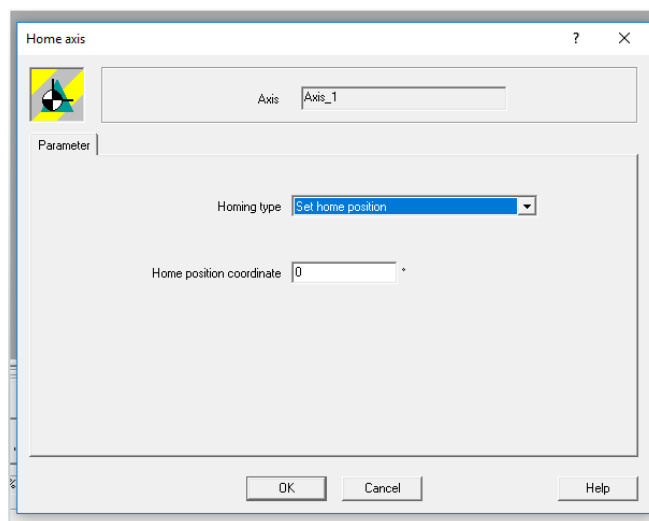 Home axis
?
Axis
Axis_1
Parameter
Homing type
Set home position
Home position coordinate
0
°
%
OK
Cancel
Help